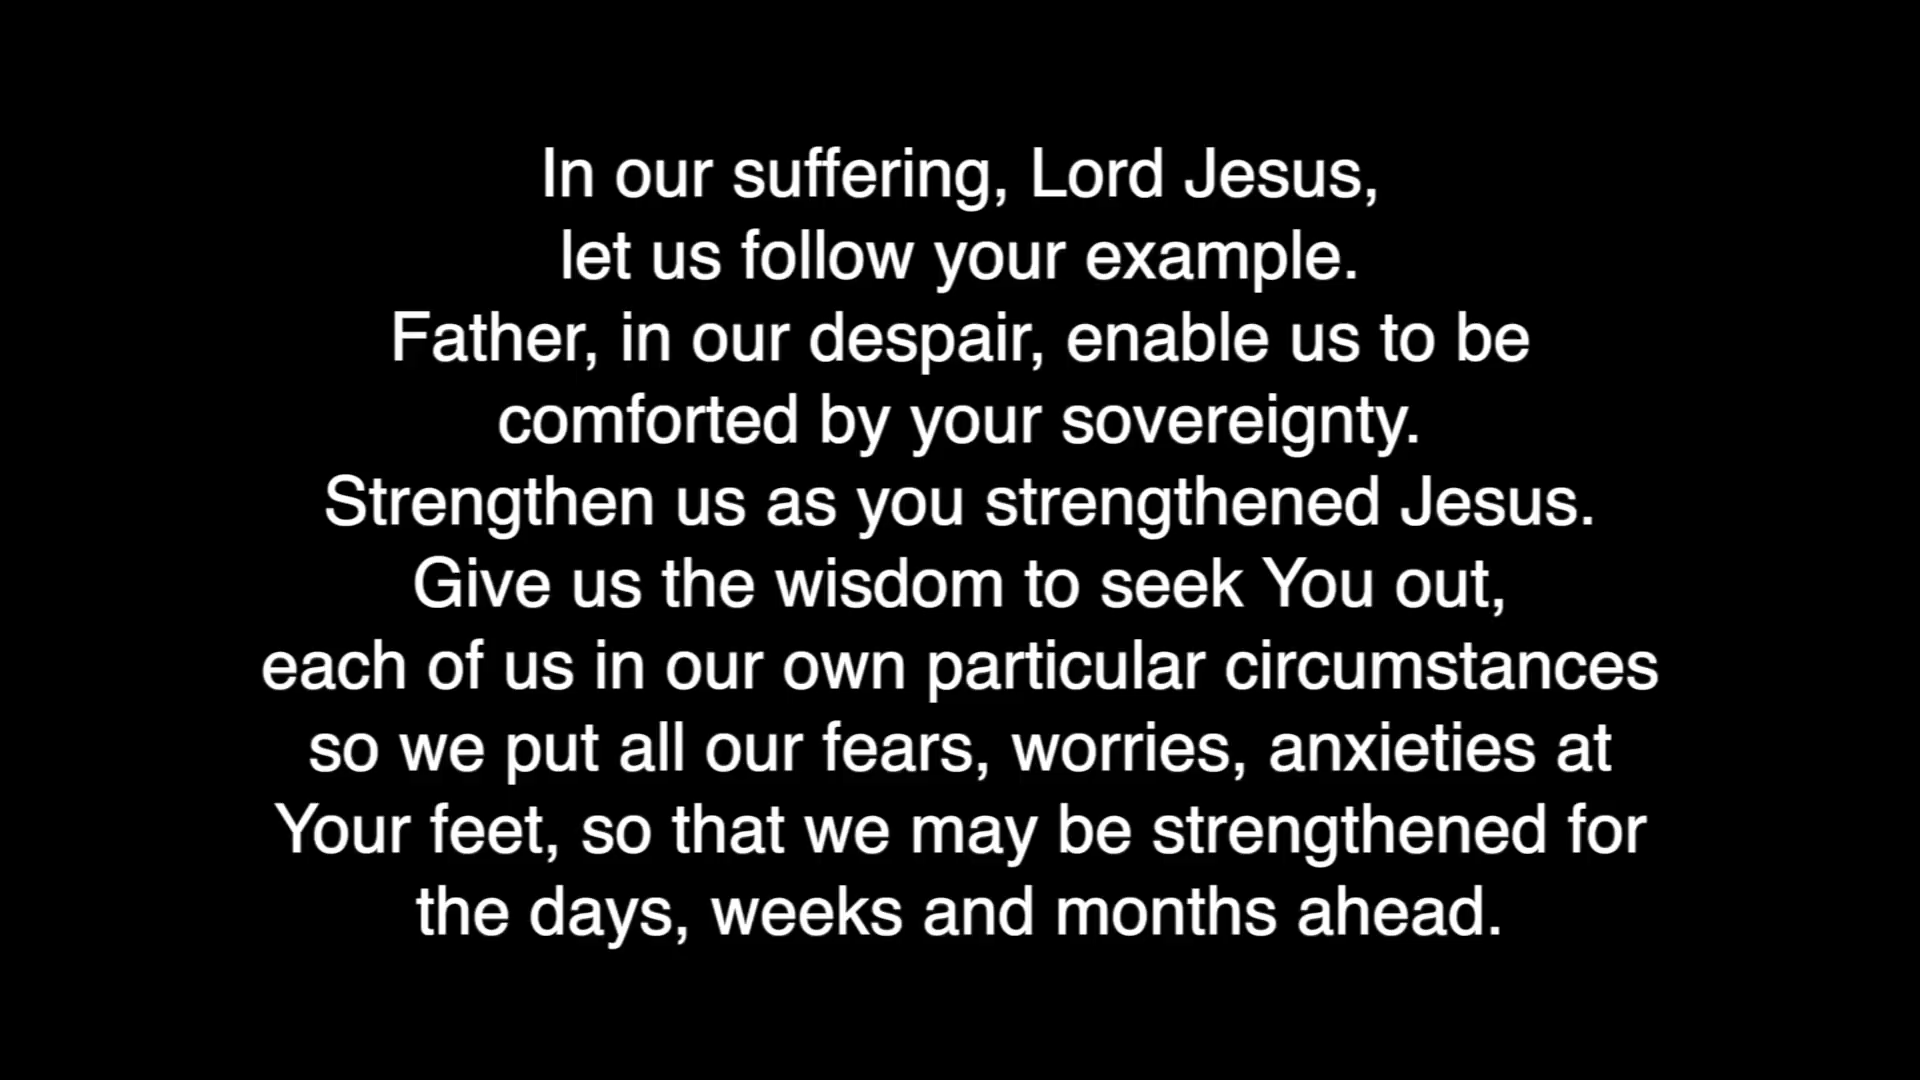 In our suffering, Lord Jesus,
let us follow your example.
Father, in our despair, enable us to be
comforted by your sovereignty.
Strengthen us as you strengthened Jesus.
Give us the wisdom to seek You out,
each of us in our own particular circumstances
so we put all our fears, worries, anxieties at
Your feet, so that we may be strengthened for
the days, weeks and months ahead.